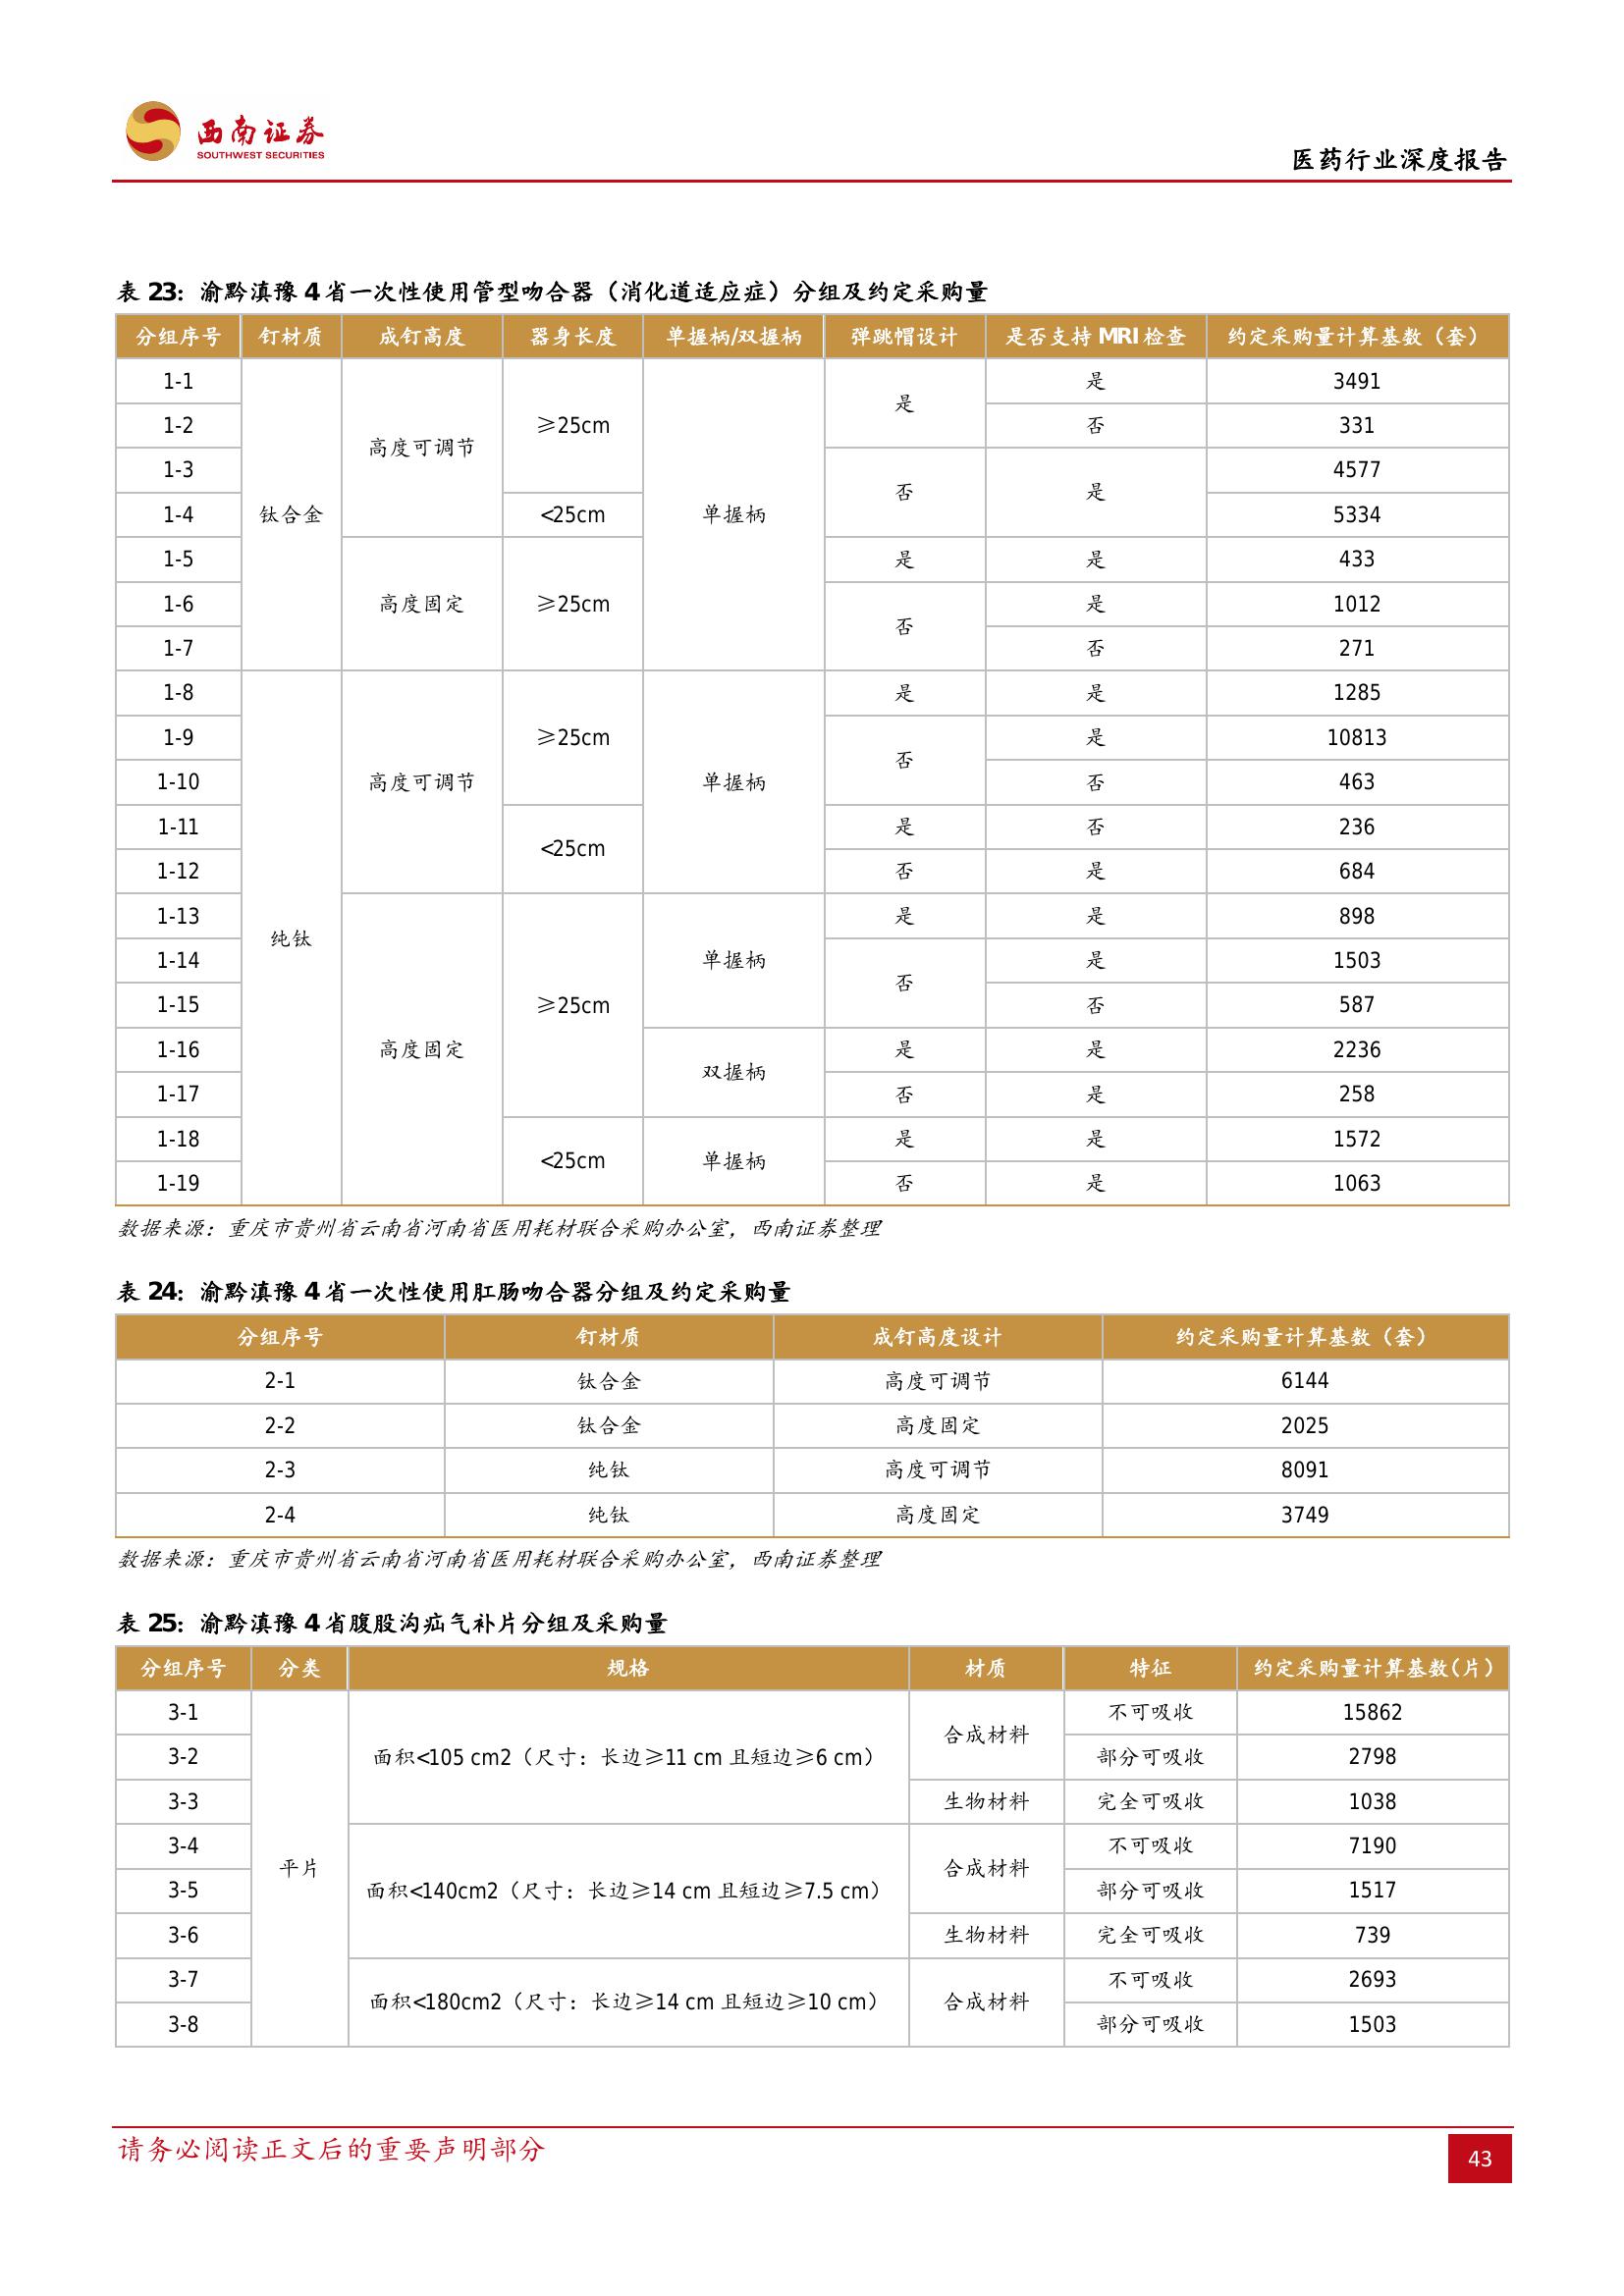 西南证券
SOUTHWEST SECURITIES
医药行业深度报告
表 23：渝黔滇豫 4 省一次性使用管型吻合器（消化道适应症）分组及约定采购量
分组序号 钉材质 成钉高度 器身长度 单握柄/双握柄 弹跳帽设计 是否支持 MRI 检查 约定采购量计算基数（套）
1-1 钛合金 高度可调节 ≥25cm 单握柄 是 是 3491
1-2 否 331
1-3 否 是 4577
1-4 <25cm 5334
1-5 高度固定 ≥25cm 是 是 433
1-6 否 是 1012
1-7 否 271
1-8 纯钛 高度可调节 ≥25cm 单握柄 是 是 1285
1-9 否 是 10813
1-10 否 463
1-11 <25cm 是 否 236
1-12 否 是 684
1-13 高度固定 ≥25cm 单握柄 是 是 898
1-14 否 是 1503
1-15 否 587
1-16 双握柄 是 是 2236
1-17 否 是 258
1-18 <25cm 单握柄 是 是 1572
1-19 否 是 1063
数据来源：重庆市贵州省云南省河南省医用耗材联合采购办公室，西南证券整理
表 24：渝黔滇豫 4 省一次性使用肛肠吻合器分组及约定采购量
分组序号 钉材质 成钉高度设计 约定采购量计算基数（套）
2-1 钛合金 高度可调节 6144
2-2 钛合金 高度固定 2025
2-3 纯钛 高度可调节 8091
2-4 纯钛 高度固定 3749
数据来源：重庆市贵州省云南省河南省医用耗材联合采购办公室，西南证券整理
表 25：渝黔滇豫 4 省腹股沟疝气补片分组及采购量
分组序号 分类 规格 材质 特征 约定采购量计算基数(片）
3-1 平片 面积<105 cm2（尺寸：长边≥11 cm 且短边≥6 cm） 合成材料 不可吸收 15862
3-2 部分可吸收 2798
3-3 生物材料 完全可吸收 1038
3-4 面积<140cm2（尺寸：长边≥14 cm 且短边≥7.5 cm） 合成材料 不可吸收 7190
3-5 部分可吸收 1517
3-6 生物材料 完全可吸收 739
3-7 面积<180cm2（尺寸：长边≥14 cm 且短边≥10 cm） 合成材料 不可吸收 2693
3-8 部分可吸收 1503
请务必阅读正文后的重要声明部分
43